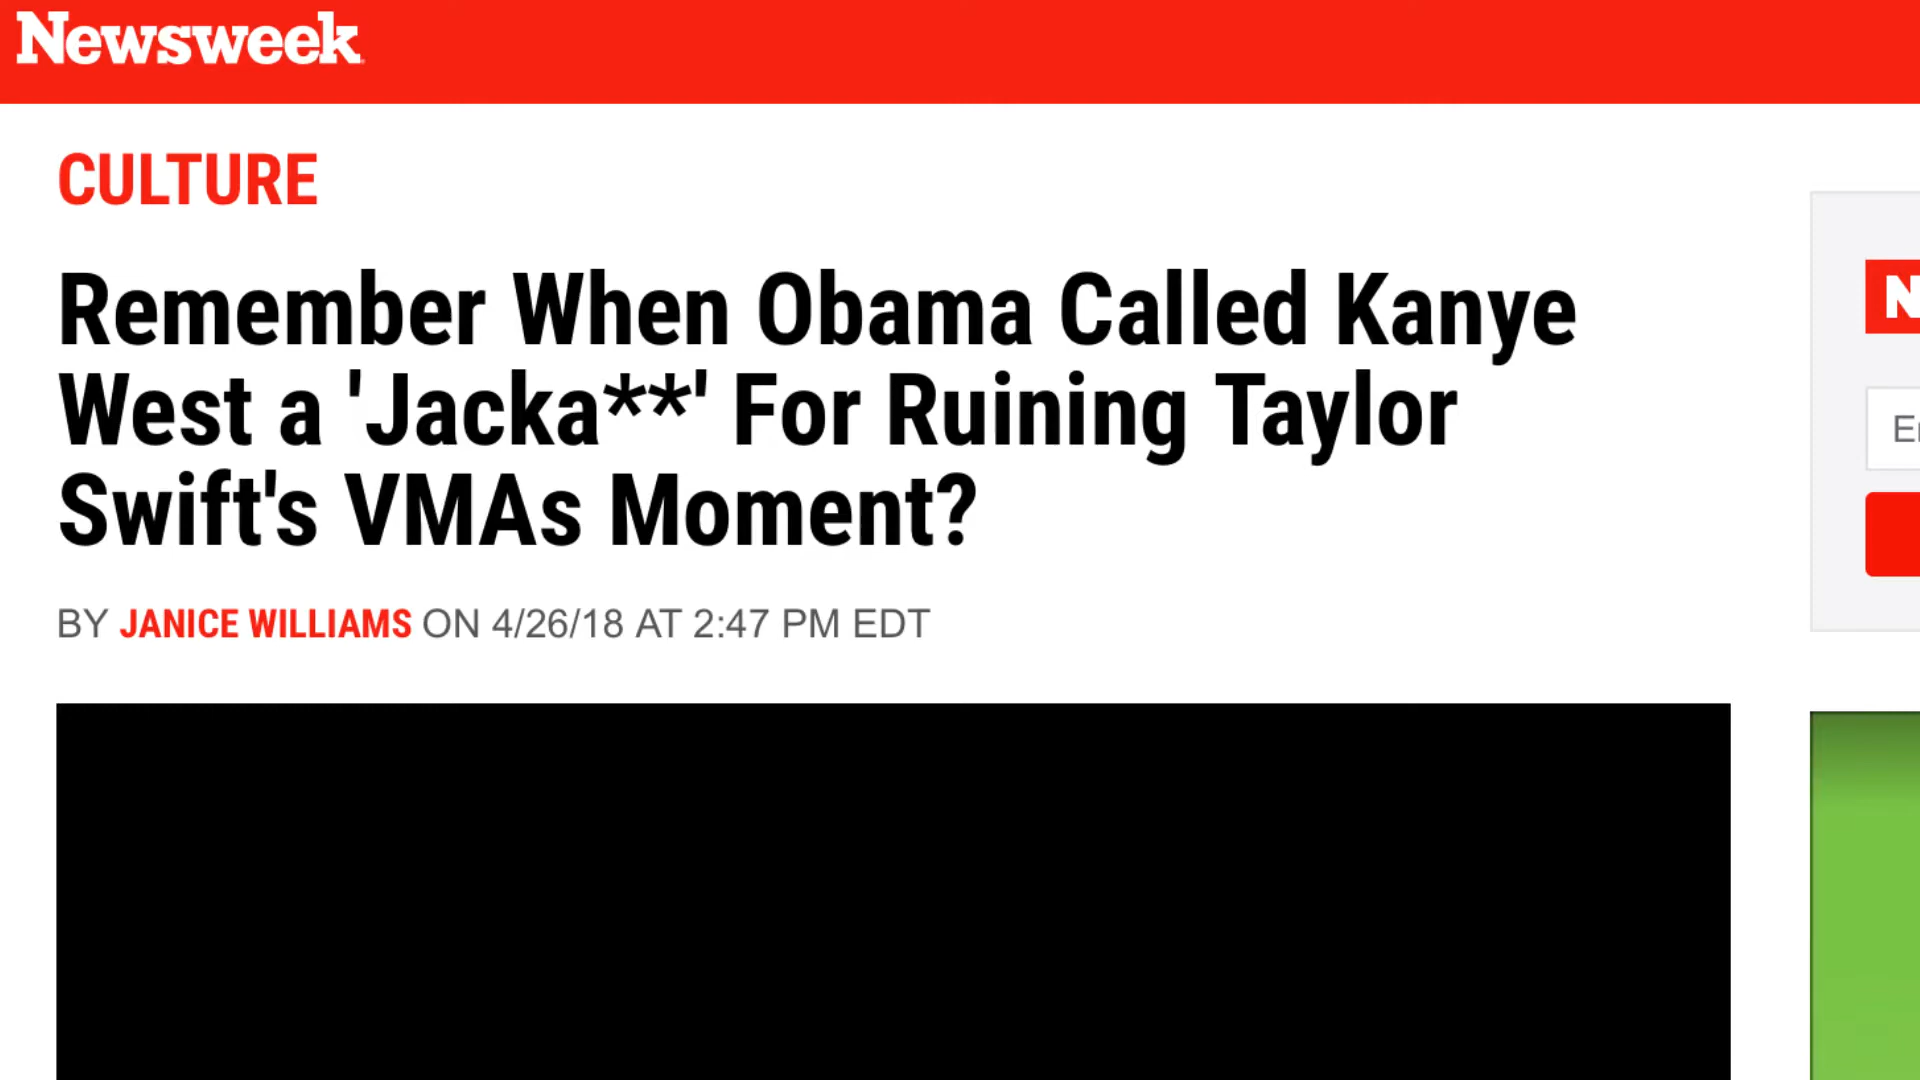 Newsweek
CULTURE
Remember When Obama Called Kanye
West a 'Jacka**' For Ruining Taylor
Swift's VMAs Moment?
BY JANICE WILLIAMS ON 4/26/18 AT 2:47 PM EDT
N